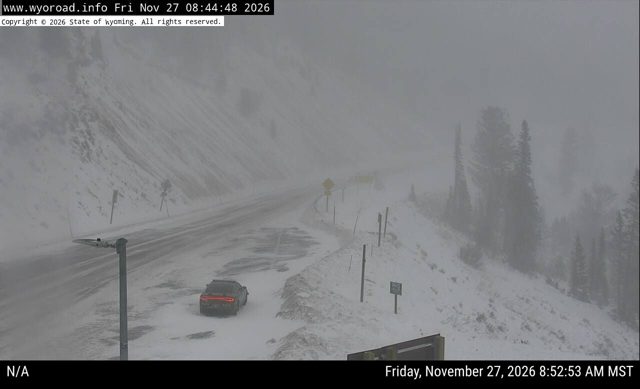 www.wyoroad.info Fri Nov 27 08:44:48 2026
Copyright © 2026 State of Wyoming. All rights reserved.
N/A
Friday, November 27, 2026 8:52:53 AM MST